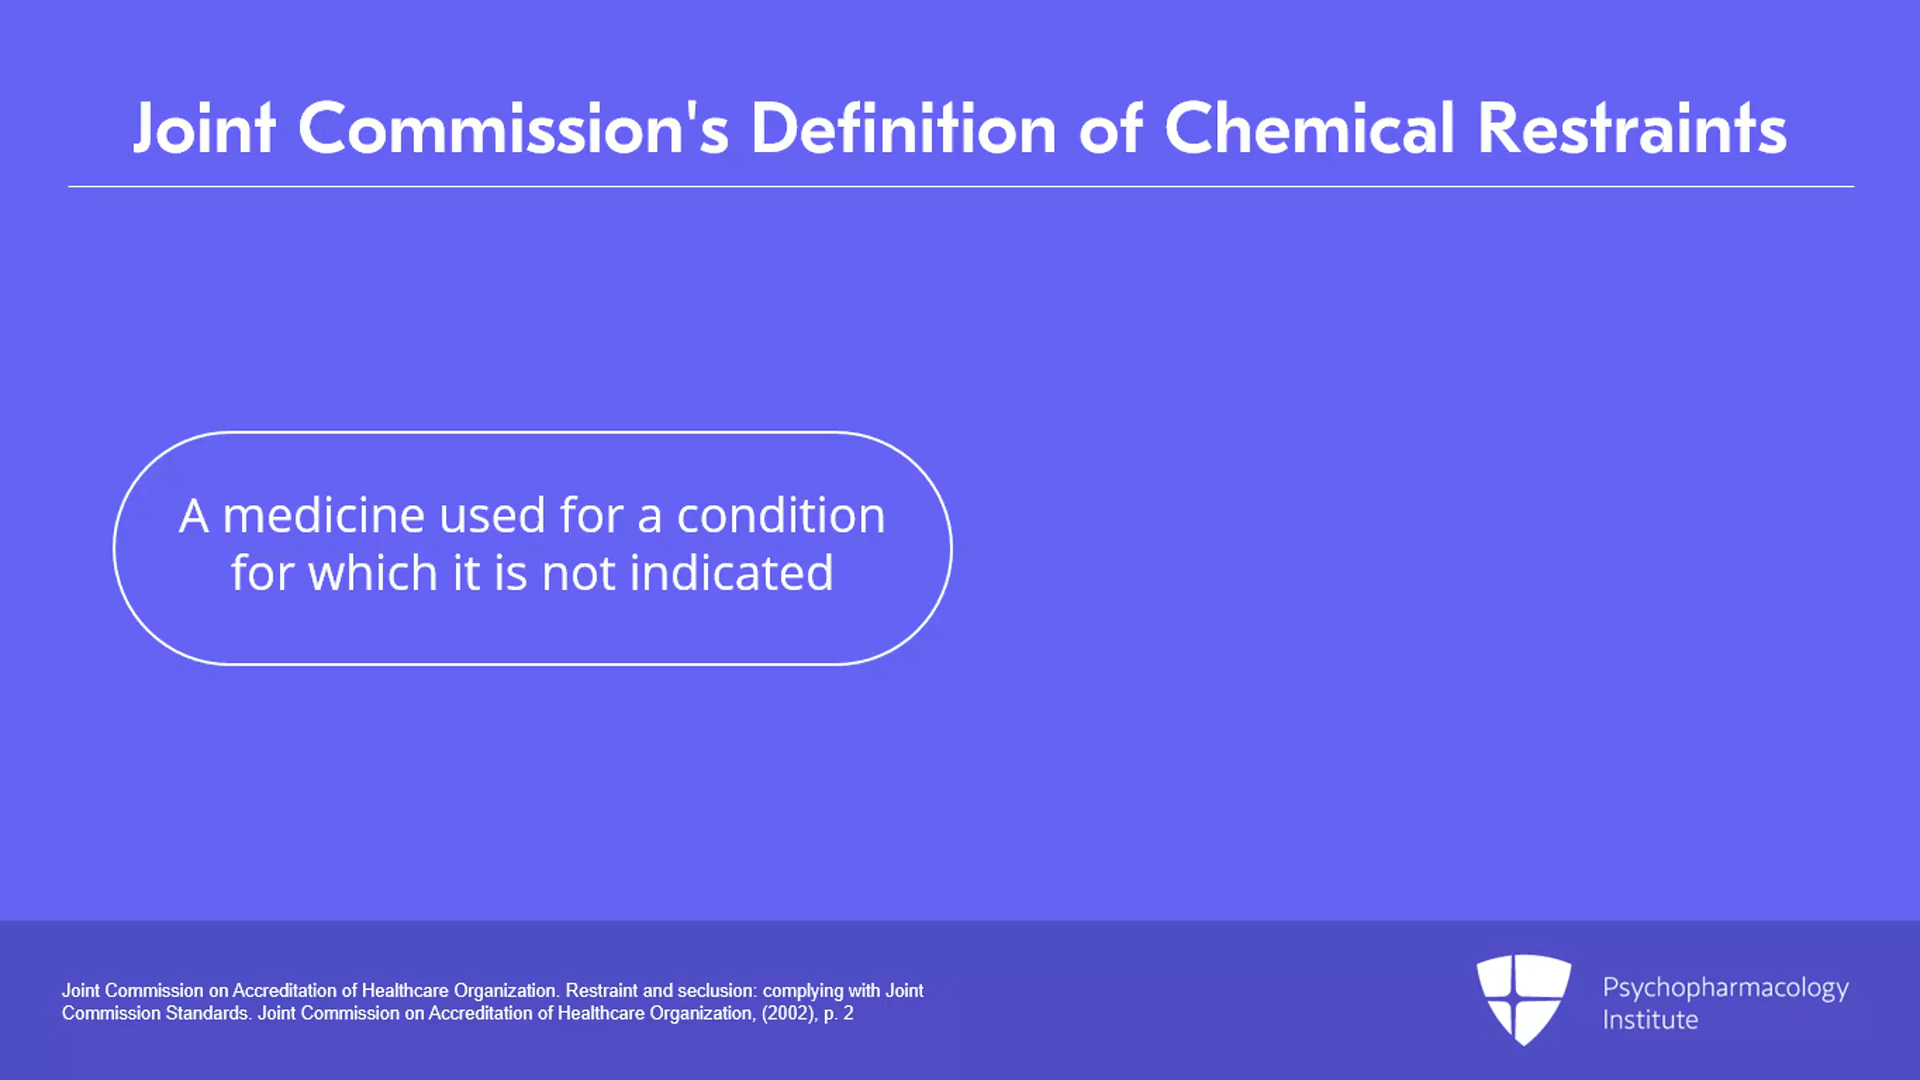 Joint Commission's Definition of Chemical Restraints
A medicine used for a condition
for which it is not indicated
Joint Commission on Accreditation of Healthcare Organization. Restraint and seclusion: complying with Joint
Commission Standards. Joint Commission on Accreditation of Healthcare Organization, (2002), p. 2
Psychopharmacology
Institute